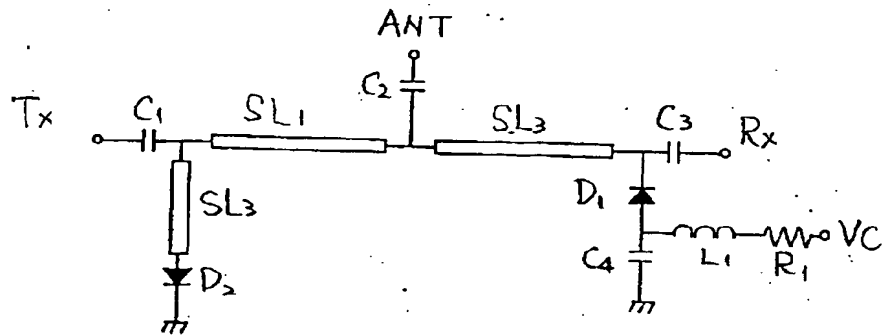 ANT
Tx C1 SL1 C2 SL3 C3 Rx
SL3 D1
D2 C4 L1 R1 VC